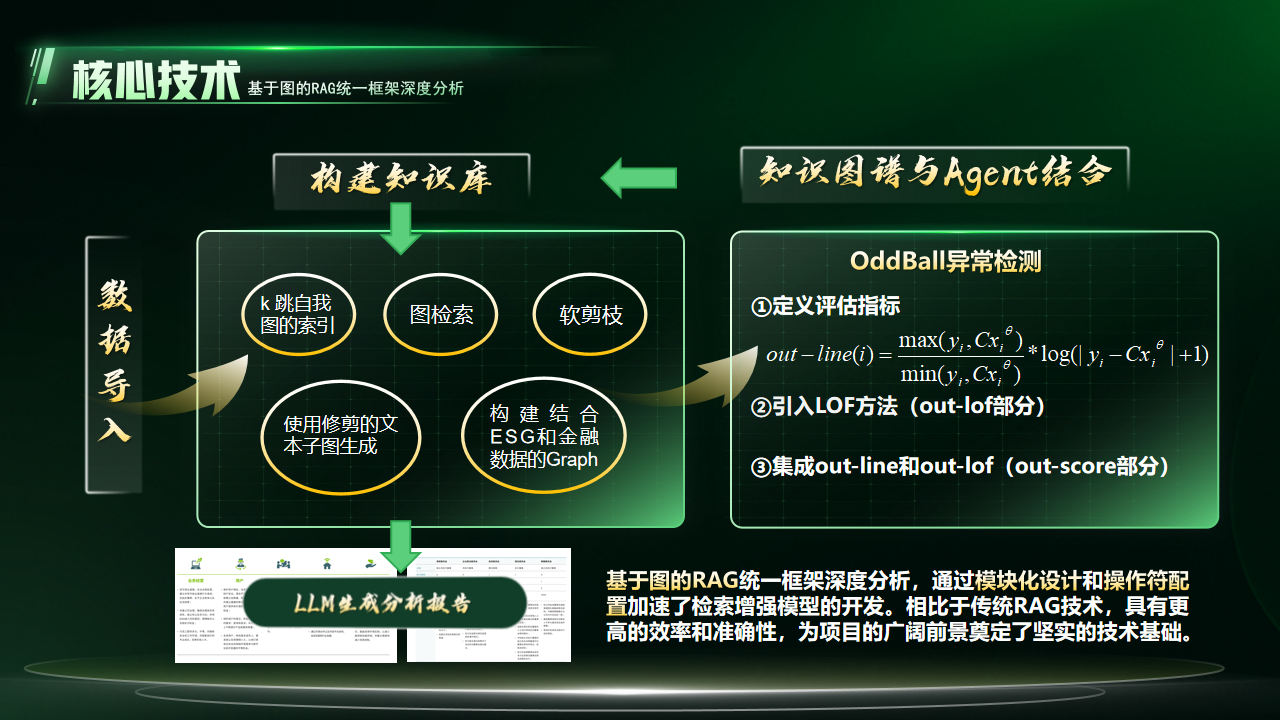 核心技术 基于图的RAG统一框架深度分析
构建知识库
知识图谱与Agent结合
数据导入
k 跳自我
图的索引
图检索
软剪枝
使用修剪的文
本子图生成
构建结合
ESG和金融
数据的Graph
OddBall异常检测
①定义评估指标
out－line(i) = max(yᵢ, Cxᵢ^θ) / min(yᵢ, Cxᵢ^θ) * log(| yᵢ − Cxᵢ^θ | +1)
②引入LOF方法（out-lof部分）
③集成out-line和out-lof（out-score部分）
LLM生成分析报告
基于图的RAG统一框架深度分析，通过模块化设计和操作符配
置加速了检索增强模型的开发。相比于传统RAG技术，具有更
高的效率和准确性，为项目的布局前景奠定了坚实的技术基础。